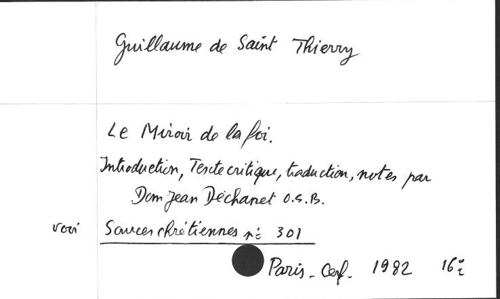 Guillaume de Saint Thierry
Le Miroir de la foi.
Introduction, Texte critique, traduction, notes par
Dom Jean Déchanet O.S.B.
voir Sources chrétiennes n° 301
Paris - Cerf - 1982